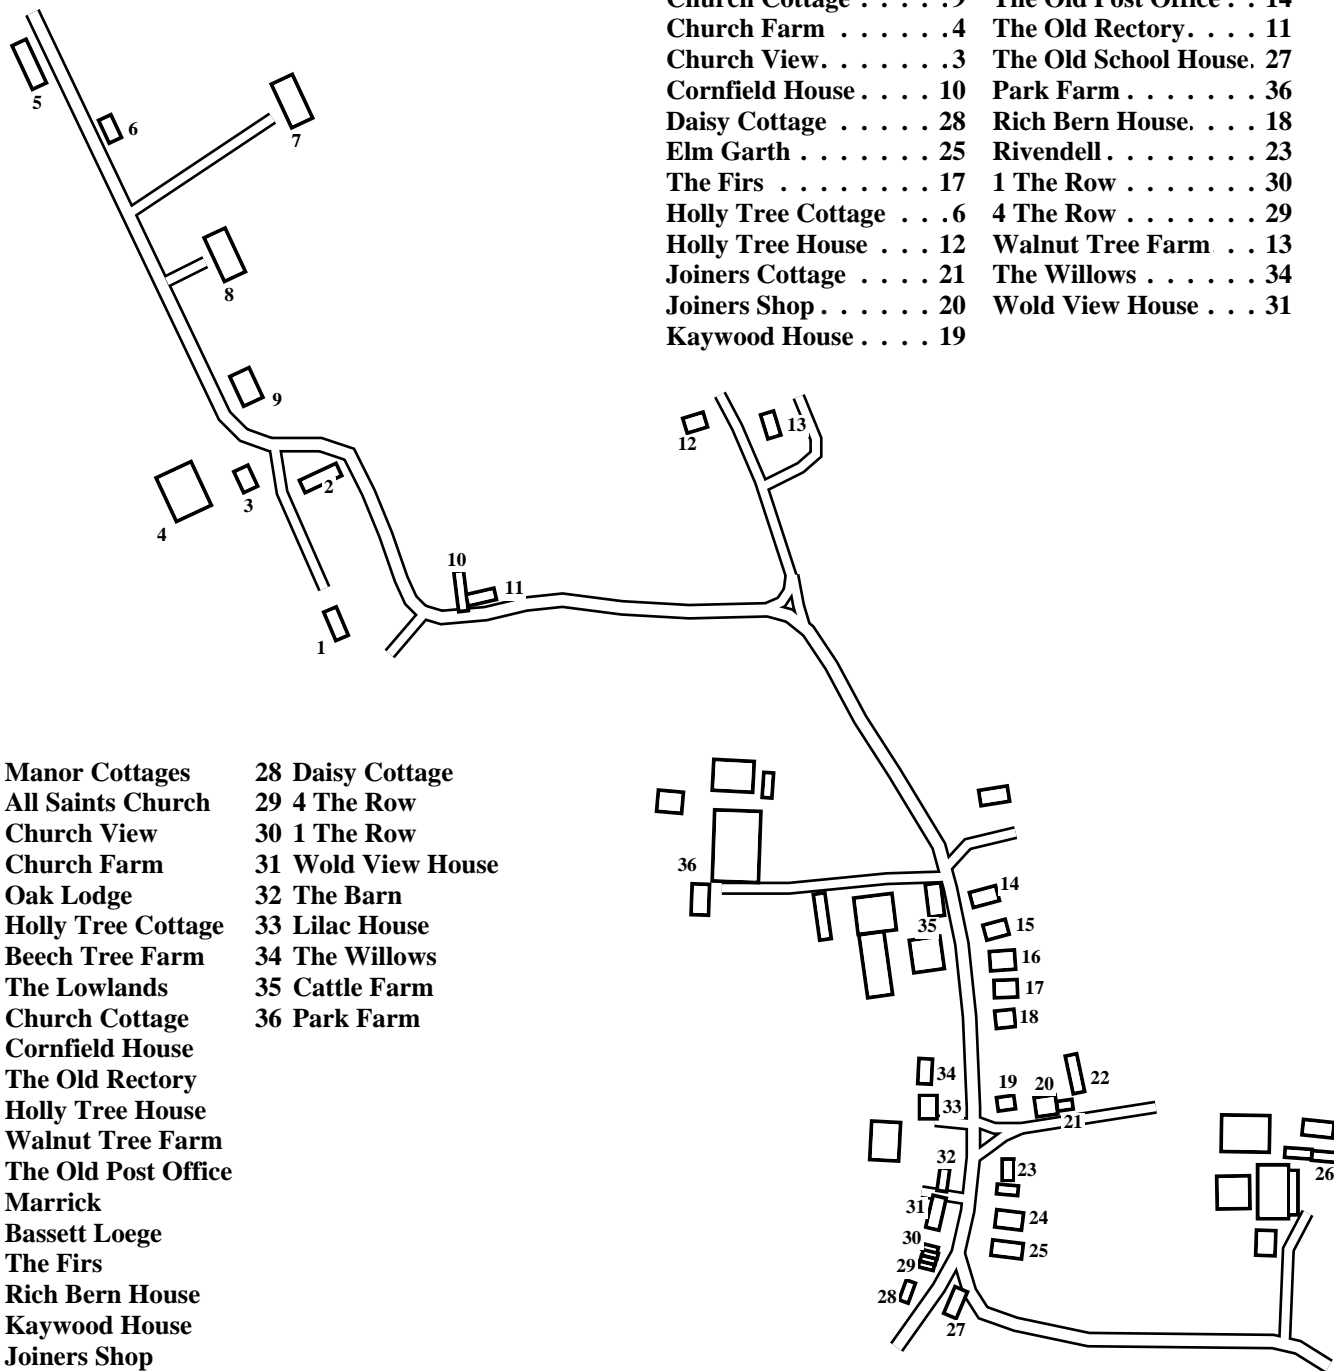 Church Cottage . . . . . 9
Church Farm . . . . . . 4
Church View. . . . . . . 3
Cornfield House . . . . 10
Daisy Cottage . . . . . 28
Elm Garth . . . . . . . 25
The Firs . . . . . . . . 17
Holly Tree Cottage . . . 6
Holly Tree House . . . 12
Joiners Cottage . . . . 21
Joiners Shop . . . . . . 20
Kaywood House . . . . 19
The Old Post Office . . 14
The Old Rectory. . . . 11
The Old School House. 27
Park Farm . . . . . . . 36
Rich Bern House. . . . 18
Rivendell . . . . . . . . 23
1 The Row . . . . . . . 30
4 The Row . . . . . . . 29
Walnut Tree Farm . . 13
The Willows . . . . . . 34
Wold View House . . . 31
5
6
7
8
9
12
13
2
3
4
10
11
1
Manor Cottages
All Saints Church
Church View
Church Farm
Oak Lodge
Holly Tree Cottage
Beech Tree Farm
The Lowlands
Church Cottage
Cornfield House
The Old Rectory
Holly Tree House
Walnut Tree Farm
The Old Post Office
Marrick
Bassett Loege
The Firs
Rich Bern House
Kaywood House
Joiners Shop
28 Daisy Cottage
29 4 The Row
30 1 The Row
31 Wold View House
32 The Barn
33 Lilac House
34 The Willows
35 Cattle Farm
36 Park Farm
36
14
35
15
16
17
18
34
19
20
22
33
21
32
23
26
31
24
30
25
29
28
27